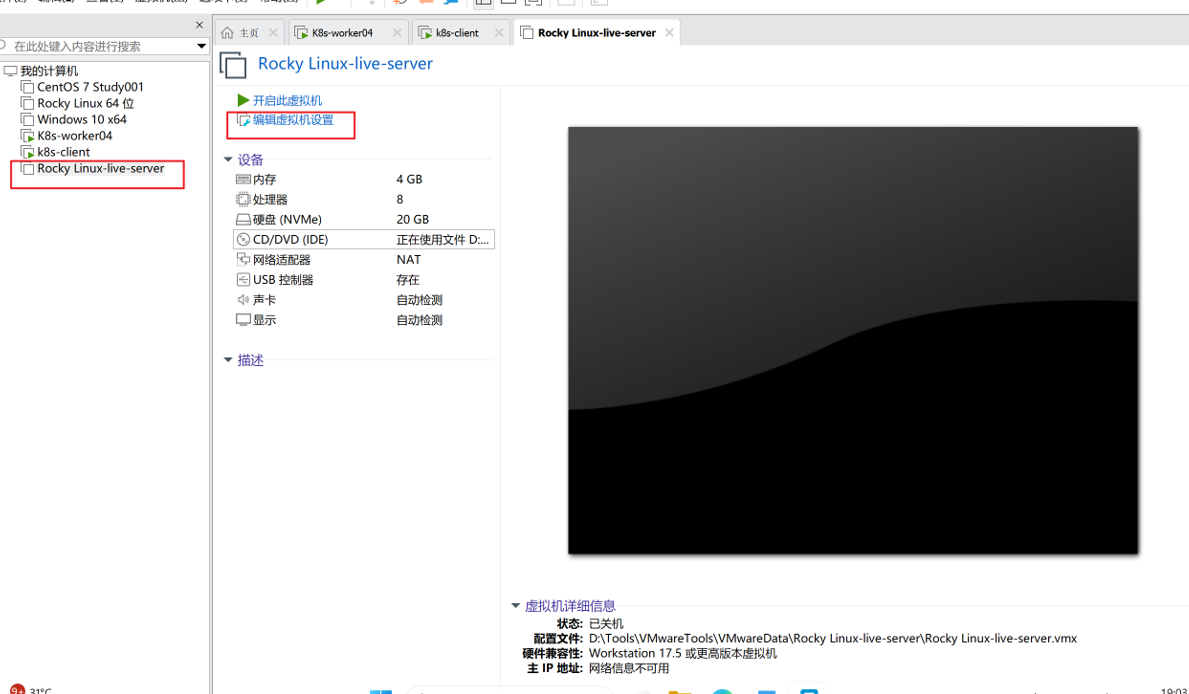 主页
K8s-worker04
k8s-client
Rocky Linux-live-server
在此处键入内容进行搜索
我的计算机
CentOS 7 Study001
Rocky Linux 64 位
Windows 10 x64
K8s-worker04
k8s-client
Rocky Linux-live-server
Rocky Linux-live-server
开启此虚拟机
编辑虚拟机设置
设备
内存 4 GB
处理器 8
硬盘 (NVMe) 20 GB
CD/DVD (IDE) 正在使用文件 D:...
网络适配器 NAT
USB 控制器 存在
声卡 自动检测
显示 自动检测
描述
虚拟机详细信息
状态: 已关机
配置文件: D:\Tools\VMwareTools\VMwareData\Rocky Linux-live-server\Rocky Linux-live-server.vmx
硬件兼容性: Workstation 17.5 或更高版本虚拟机
主 IP 地址: 网络信息不可用
9+ 31°C
19:03